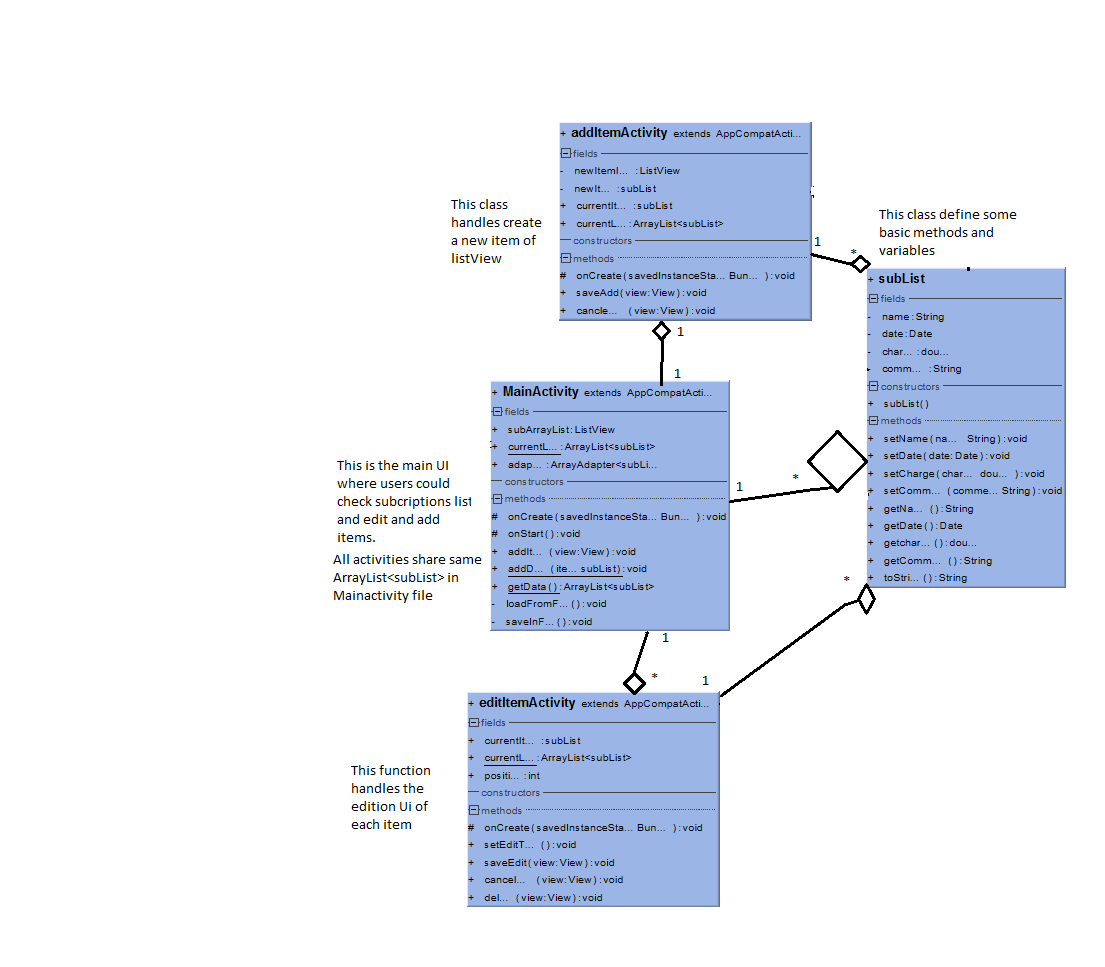 + addItemActivity extends AppCompatActi...
fields
- newItemI... :ListView
- newIt... :subList
+ currentIt... :subList
+ currentL... :ArrayList<subList>
constructors
methods
# onCreate(savedInstanceSta... Bun... ):void
+ saveAdd(view:View):void
+ cancle... (view:View):void
This class
handles create
a new item of
listView
1
*
This class define some
basic methods and
variables
+ subList
fields
- name:String
- date:Date
- char... :dou...
comm... :String
constructors
+ subList()
methods
+ setName(na... String):void
+ setDate(date:Date):void
+ setCharge(char... dou... ):void
+ setComm... (comme... String):void
+ getNa... ():String
+ getDate():Date
+ getchar... ():dou...
+ getComm... ():String
+ toStri... ():String
1
1
+ MainActivity extends AppCompatActi...
fields
+ subArrayList:ListView
+ currentL... :ArrayList<subList>
+ adap... :ArrayAdapter<subLi...
constructors
methods
# onCreate(savedInstanceSta... Bun... ):void
# onStart():void
+ addIt... (view:View):void
+ addD... (ite... subList):void
+ getData():ArrayList<subList>
- loadFromF... ():void
- saveInF... ():void
This is the main UI
where users could
check subcriptions list
and edit and add
items.
All activities share same
ArrayList<subList> in
Mainactivity file
1
*
*
1
*
1
+ editItemActivity extends AppCompatActi...
fields
+ currentIt... :subList
+ currentL... :ArrayList<subList>
+ positi... :int
constructors
methods
# onCreate(savedInstanceSta... Bun... ):void
+ setEditT... ():void
+ saveEdit(view:View):void
+ cancel... (view:View):void
+ del... (view:View):void
This function
handles the
edition Ui of
each item